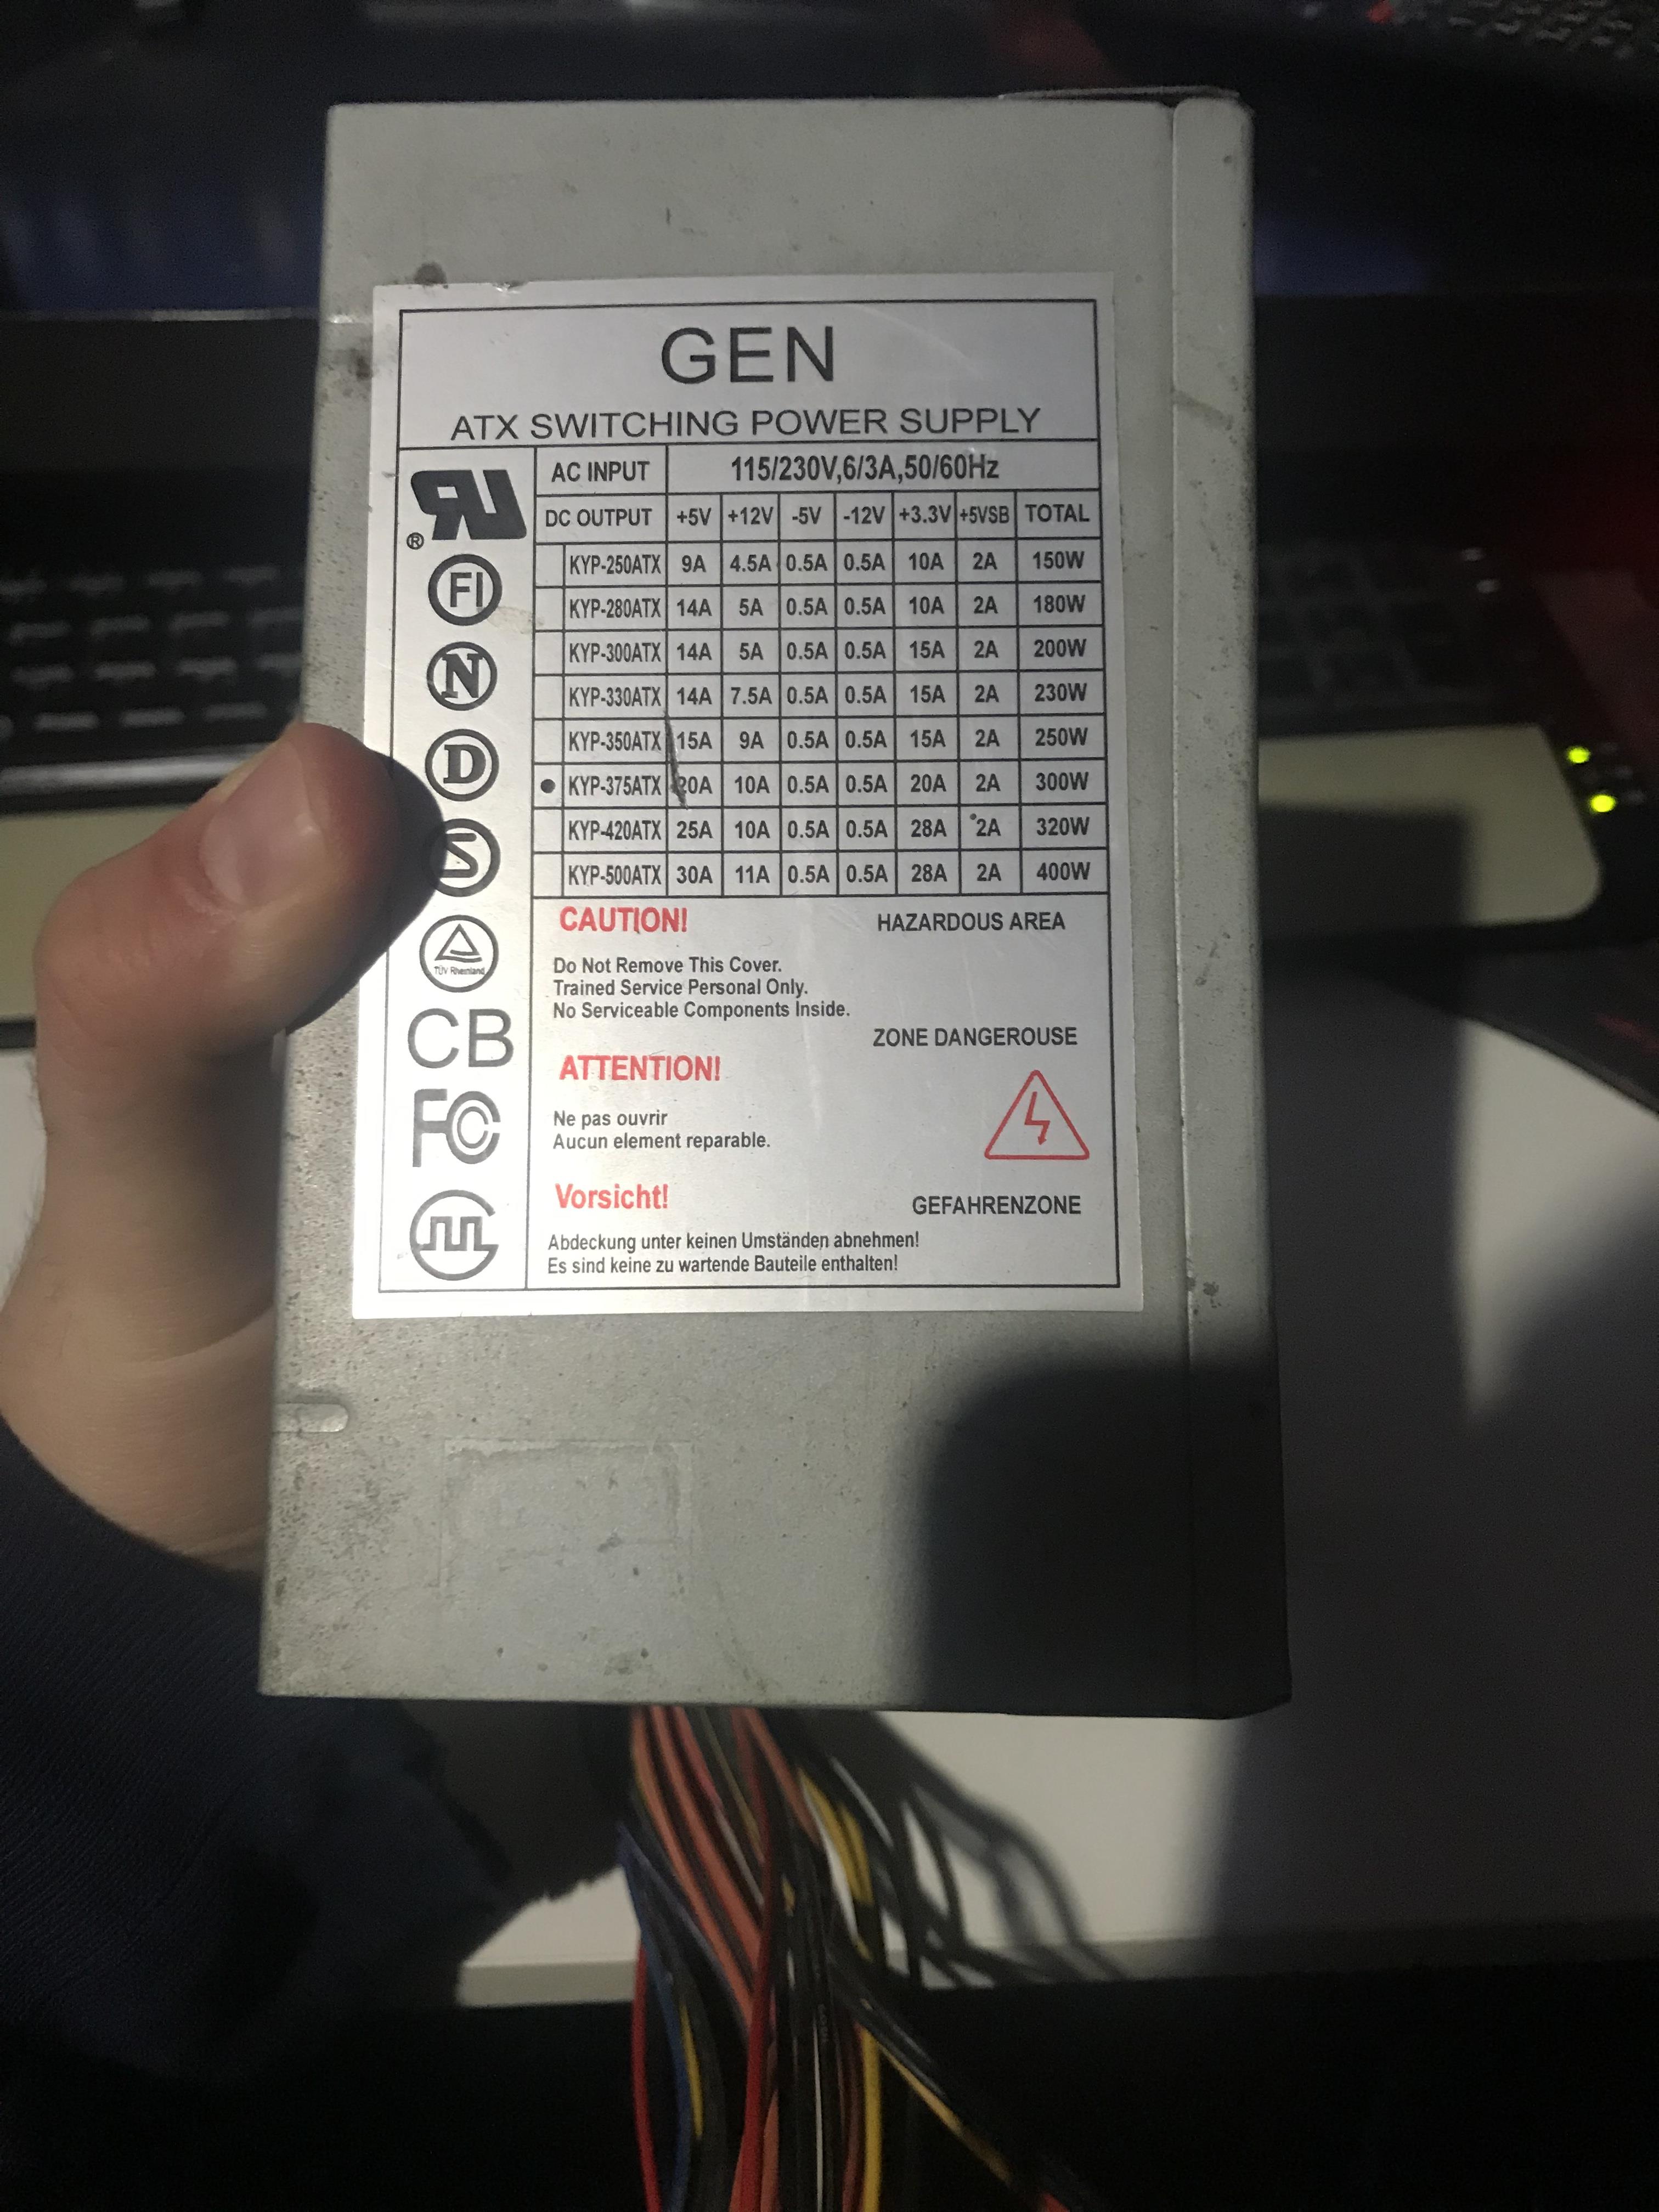 GEN
ATX SWITCHING POWER SUPPLY
AC INPUT 115/230V,6/3A,50/60Hz
DC OUTPUT +5V +12V -5V -12V +3.3V +5VSB TOTAL
KYP-250ATX 9A 4.5A 0.5A 0.5A 10A 2A 150W
KYP-280ATX 14A 5A 0.5A 0.5A 10A 2A 180W
KYP-300ATX 14A 5A 0.5A 0.5A 15A 2A 200W
KYP-330ATX 14A 7.5A 0.5A 0.5A 15A 2A 230W
KYP-350ATX 15A 9A 0.5A 0.5A 15A 2A 250W
● KYP-375ATX 20A 10A 0.5A 0.5A 20A 2A 300W
KYP-420ATX 25A 10A 0.5A 0.5A 28A 2A 320W
KYP-500ATX 30A 11A 0.5A 0.5A 28A 2A 400W
RU
®
FI
N
D
S
TÜV Rheinland
CB
FC
CAUTION! HAZARDOUS AREA
Do Not Remove This Cover.
Trained Service Personal Only.
No Serviceable Components Inside.
ZONE DANGEROUSE
ATTENTION!
Ne pas ouvrir
Aucun element reparable.
Vorsicht! GEFAHRENZONE
Abdeckung unter keinen Umständen abnehmen!
Es sind keine zu wartende Bauteile enthalten!